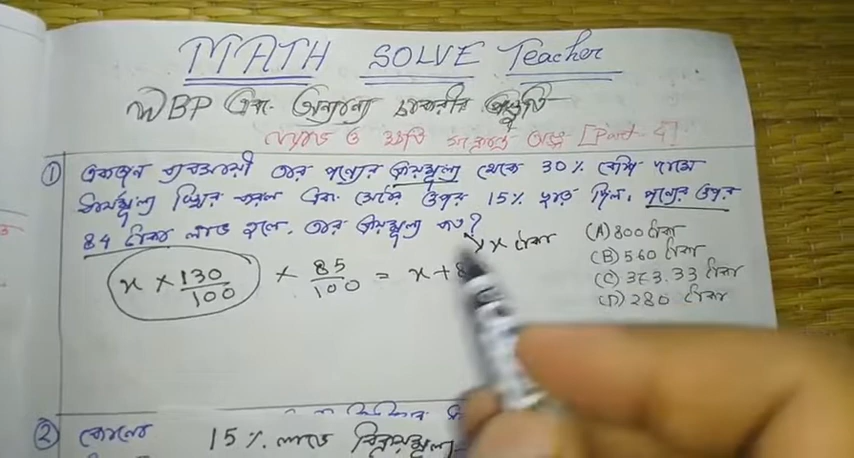 MATH SOLVE Teacher
WBP এবং অন্যান্য চাকরীর প্রস্তুতি
লাভ ও ক্ষতি সংক্রান্ত অঙ্ক [Part-4]
① একজন ব্যবসায়ী তার পণ্যের ক্রয়মূল্য থেকে 30% বেশি দামে
ধার্যমূল্য স্থির করল এবং সেটির উপর 15% ছাড় দিল, পণ্যের উপর
84 টাকা লাভ হলে, তার ক্রয়মূল্য কত?
x টাকা
(A) 800 টাকা
(B) 560 টাকা
(C) 373.33 টাকা
(D) 280 টাকা
x × 130/100 × 85/100 = x + 8
② কোনো 15% লাভে বিক্রয়মূল্য